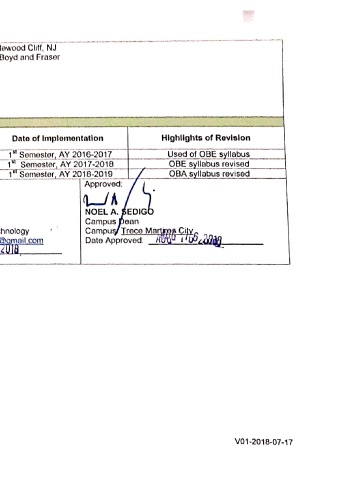 lewood Cliff, NJ
Boyd and Fraser
Date of Implementation Highlights of Revision
1st Semester, AY 2016-2017 Used of OBE syllabus
1st Semester, AY 2017-2018 OBE syllabus revised
1st Semester, AY 2018-2019 OBA syllabus revised
Approved:
NOEL A. SEDIGO
Campus Dean
chnology Campus/ Trece Martires City
@gmail.com Date Approved: 2018
2018
V01-2018-07-17